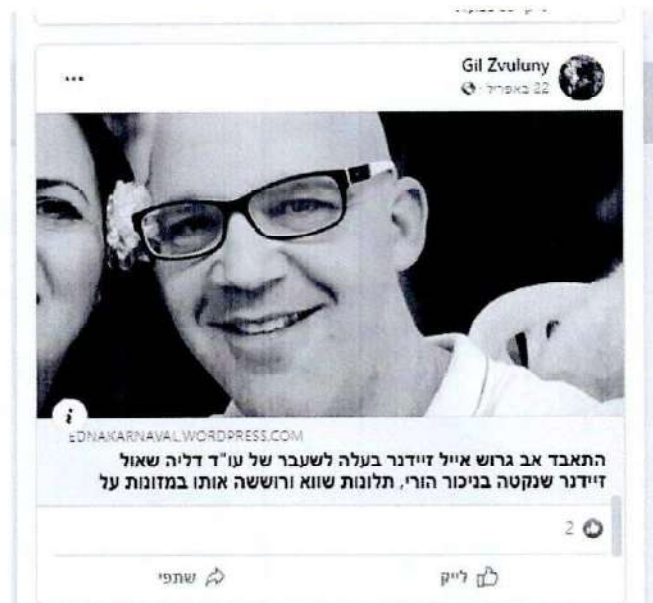 Gil Zvuluny
22 באפריל ·
EDNAKARNAVAL.WORDPRESS.COM
התאבד אב גרוש אייל זיידנר בעלה לשעבר של עו"ד דליה שאול
זיידנר שנקטה בניכור הורי, תלונות שווא ורוששה אותו במזונות על
2
לייק
שתפי